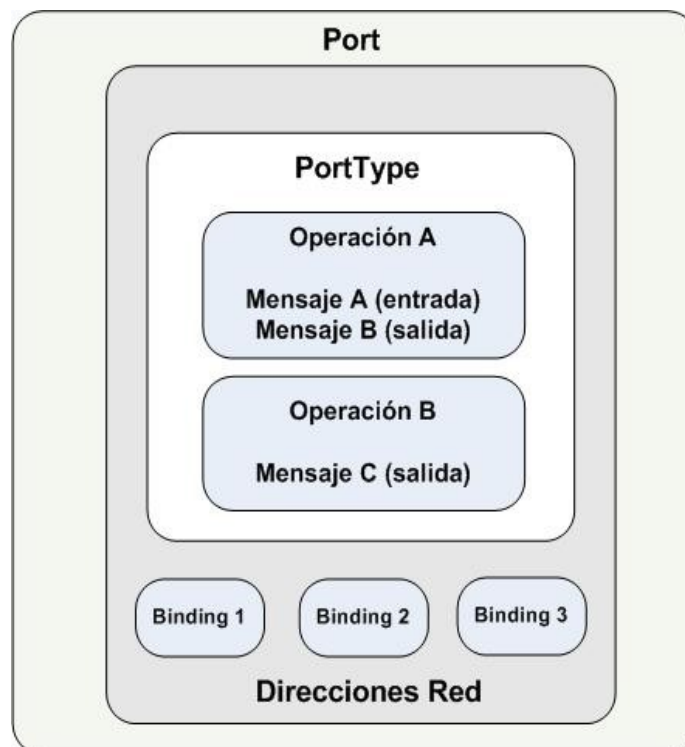 Port
PortType
Operación A
Mensaje A (entrada)
Mensaje B (salida)
Operación B
Mensaje C (salida)
Binding 1
Binding 2
Binding 3
Direcciones Red